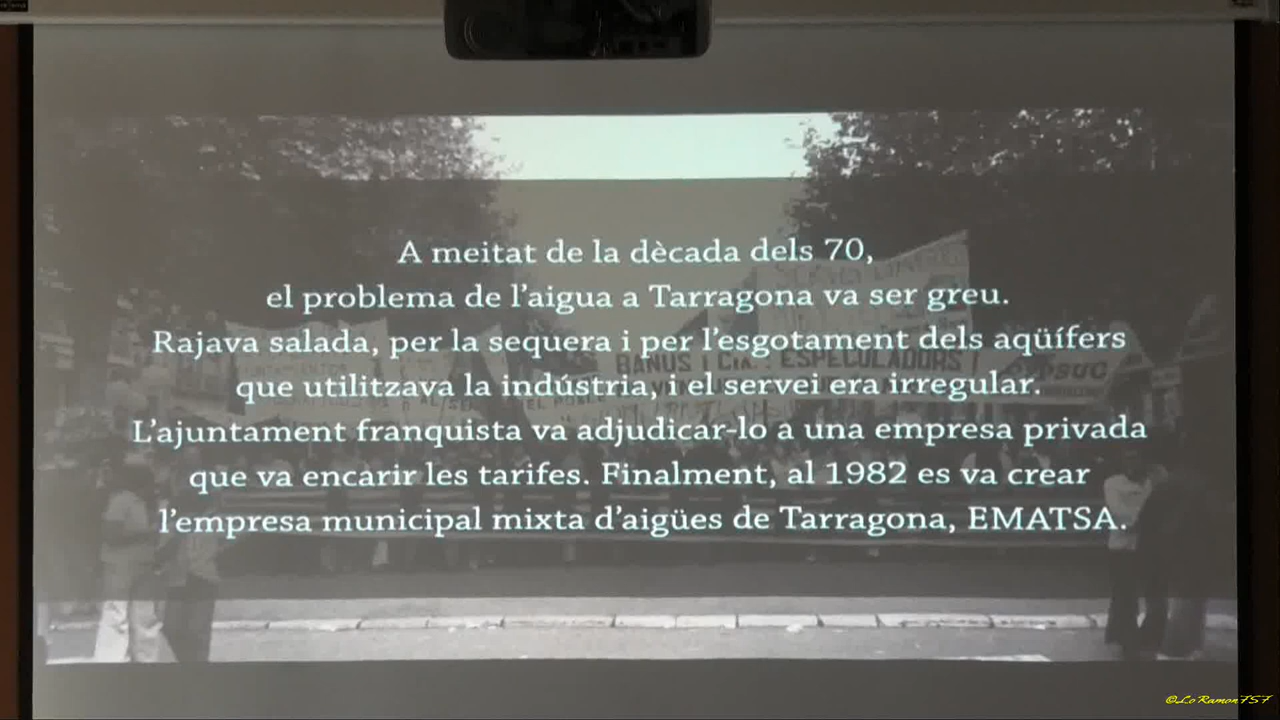 A meitat de la dècada dels 70,
el problema de l'aigua a Tarragona va ser greu.
Rajava salada, per la sequera i per l'esgotament dels aqüífers
que utilitzava la indústria, i el servei era irregular.
L'ajuntament franquista va adjudicar-lo a una empresa privada
que va encarir les tarifes. Finalment, al 1982 es va crear
l'empresa municipal mixta d'aigües de Tarragona, EMATSA.
BANUS I Cia. ESPECULADORS
PSUC
©LoRamon757